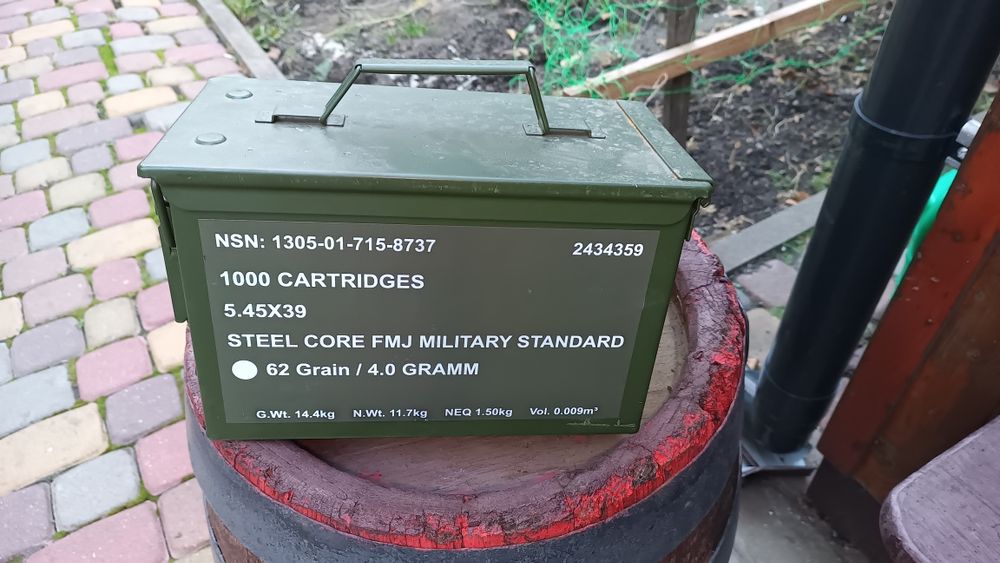 NSN: 1305-01-715-8737 2434359
1000 CARTRIDGES
5.45X39
STEEL CORE FMJ MILITARY STANDARD
62 Grain / 4.0 GRAMM
G.Wt. 14.4kg N.Wt. 11.7kg NEQ 1.50kg Vol. 0.009m³